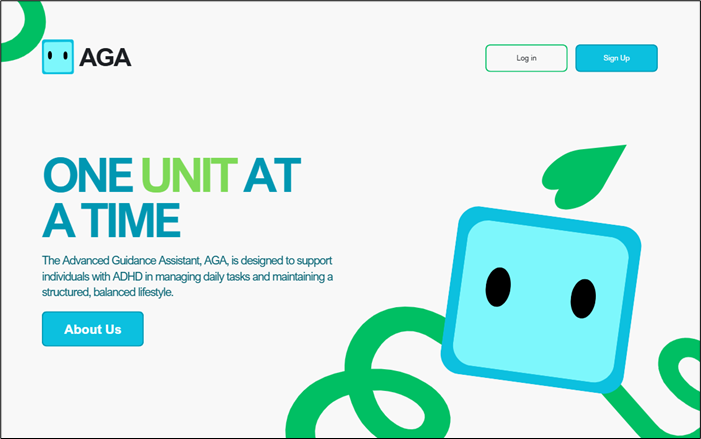 AGA
Log in
Sign Up
ONE UNIT AT
A TIME
The Advanced Guidance Assistant, AGA, is designed to support
individuals with ADHD in managing daily tasks and maintaining a
structured, balanced lifestyle.
About Us